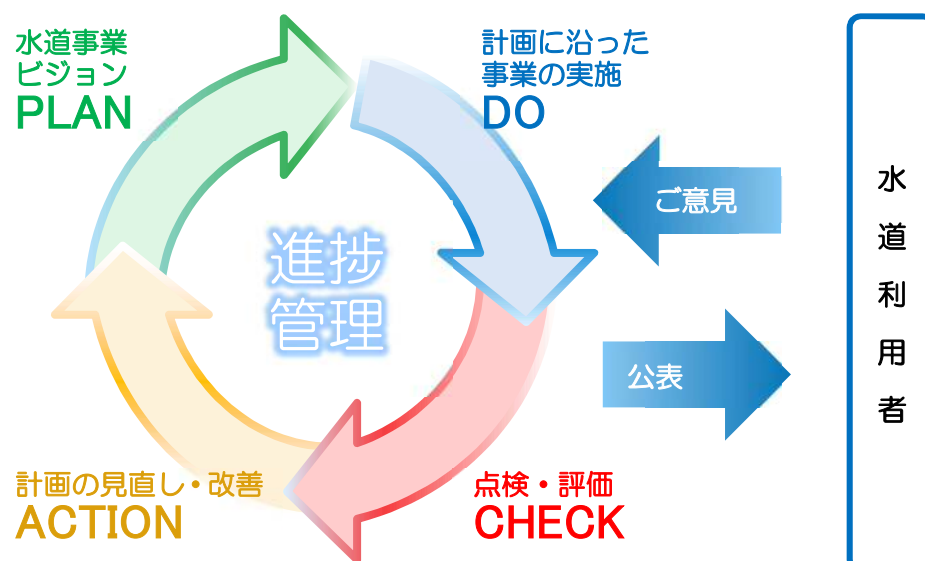 水道事業
ビジョン
PLAN
計画に沿った
事業の実施
DO
ご意見
進捗
管理
公表
水道利用者
計画の見直し・改善
ACTION
点検・評価
CHECK